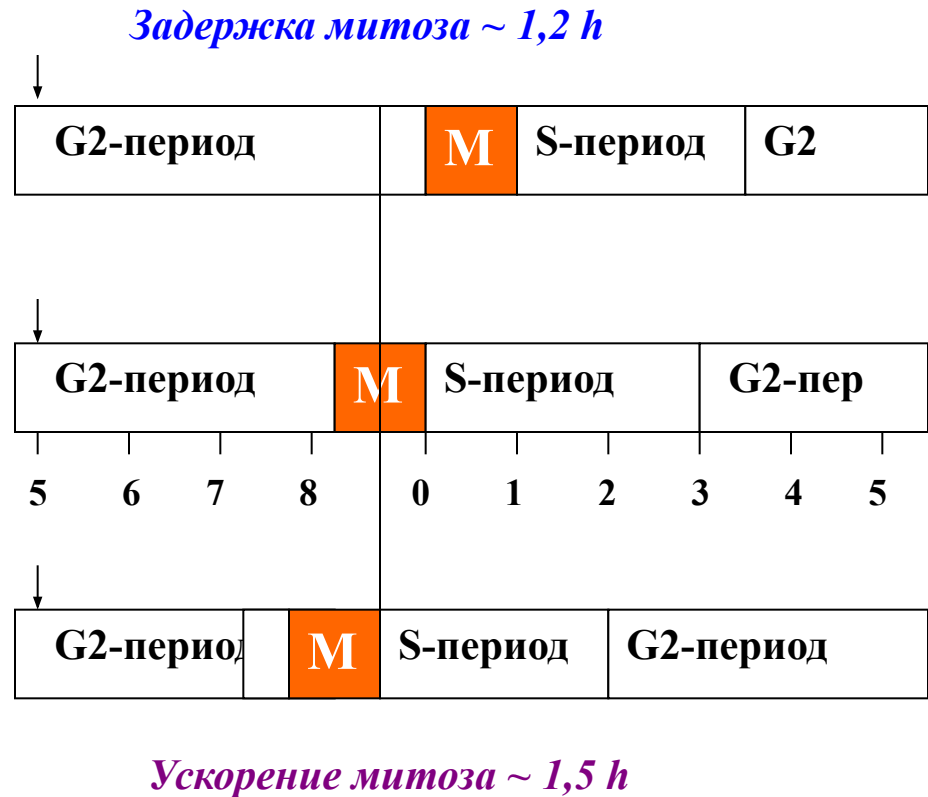 Задержка митоза ~ 1,2 h
G2-период M S-период G2
G2-период M S-период G2-пер
5 6 7 8 0 1 2 3 4 5
G2-период M S-период G2-период
Ускорение митоза ~ 1,5 h